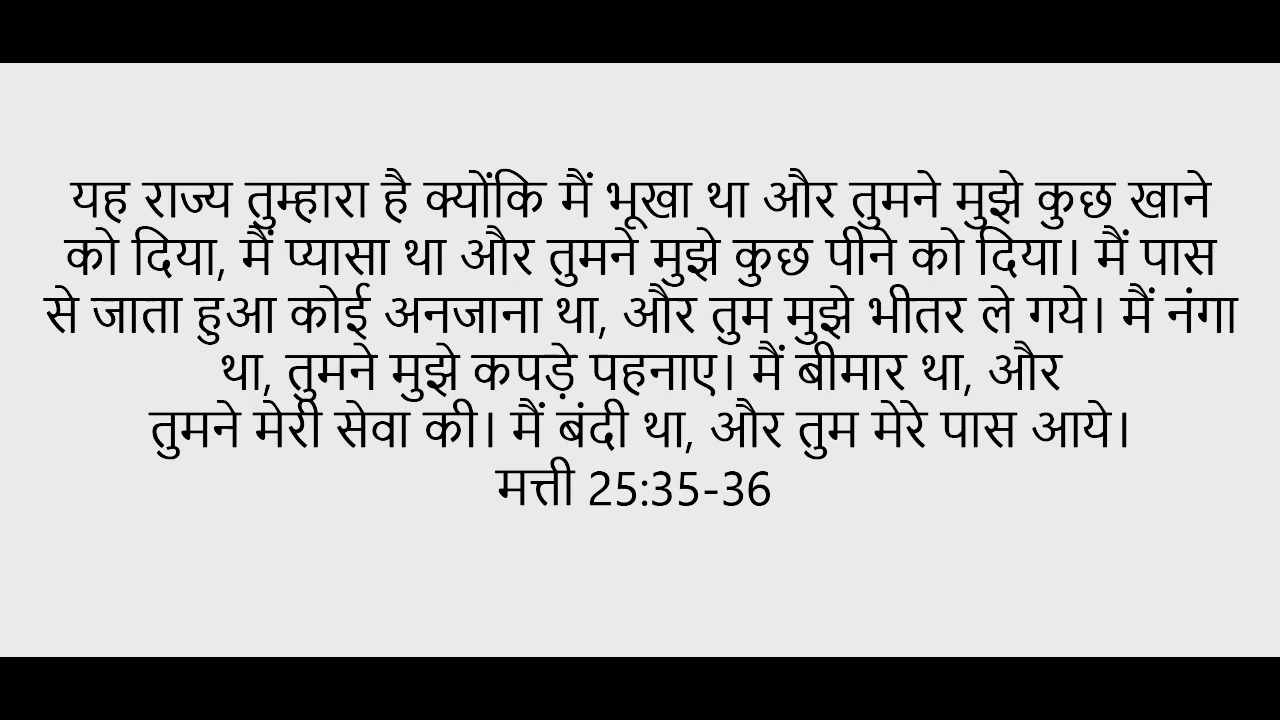 यह राज्य तुम्हारा है क्योंकि मैं भूखा था और तुमने मुझे कुछ खाने
को दिया, मैं प्यासा था और तुमने मुझे कुछ पीने को दिया। मैं पास
से जाता हुआ कोई अनजाना था, और तुम मुझे भीतर ले गये। मैं नंगा
था, तुमने मुझे कपड़े पहनाए। मैं बीमार था, और
तुमने मेरी सेवा की। मैं बंदी था, और तुम मेरे पास आये।
मत्ती 25:35-36